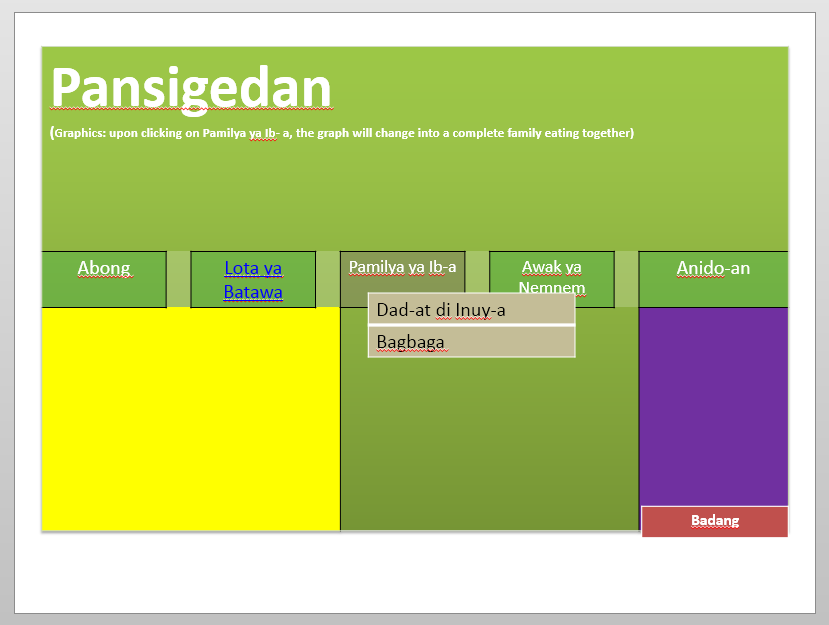 Pansigedan
(Graphics: upon clicking on Pamilya ya Ib- a, the graph will change into a complete family eating together)
Abong
Lota ya
Batawa
Pamilya ya Ib-a
Awak ya
Nemnem
Anido-an
Dad-at di Inuy-a
Bagbaga
Badang